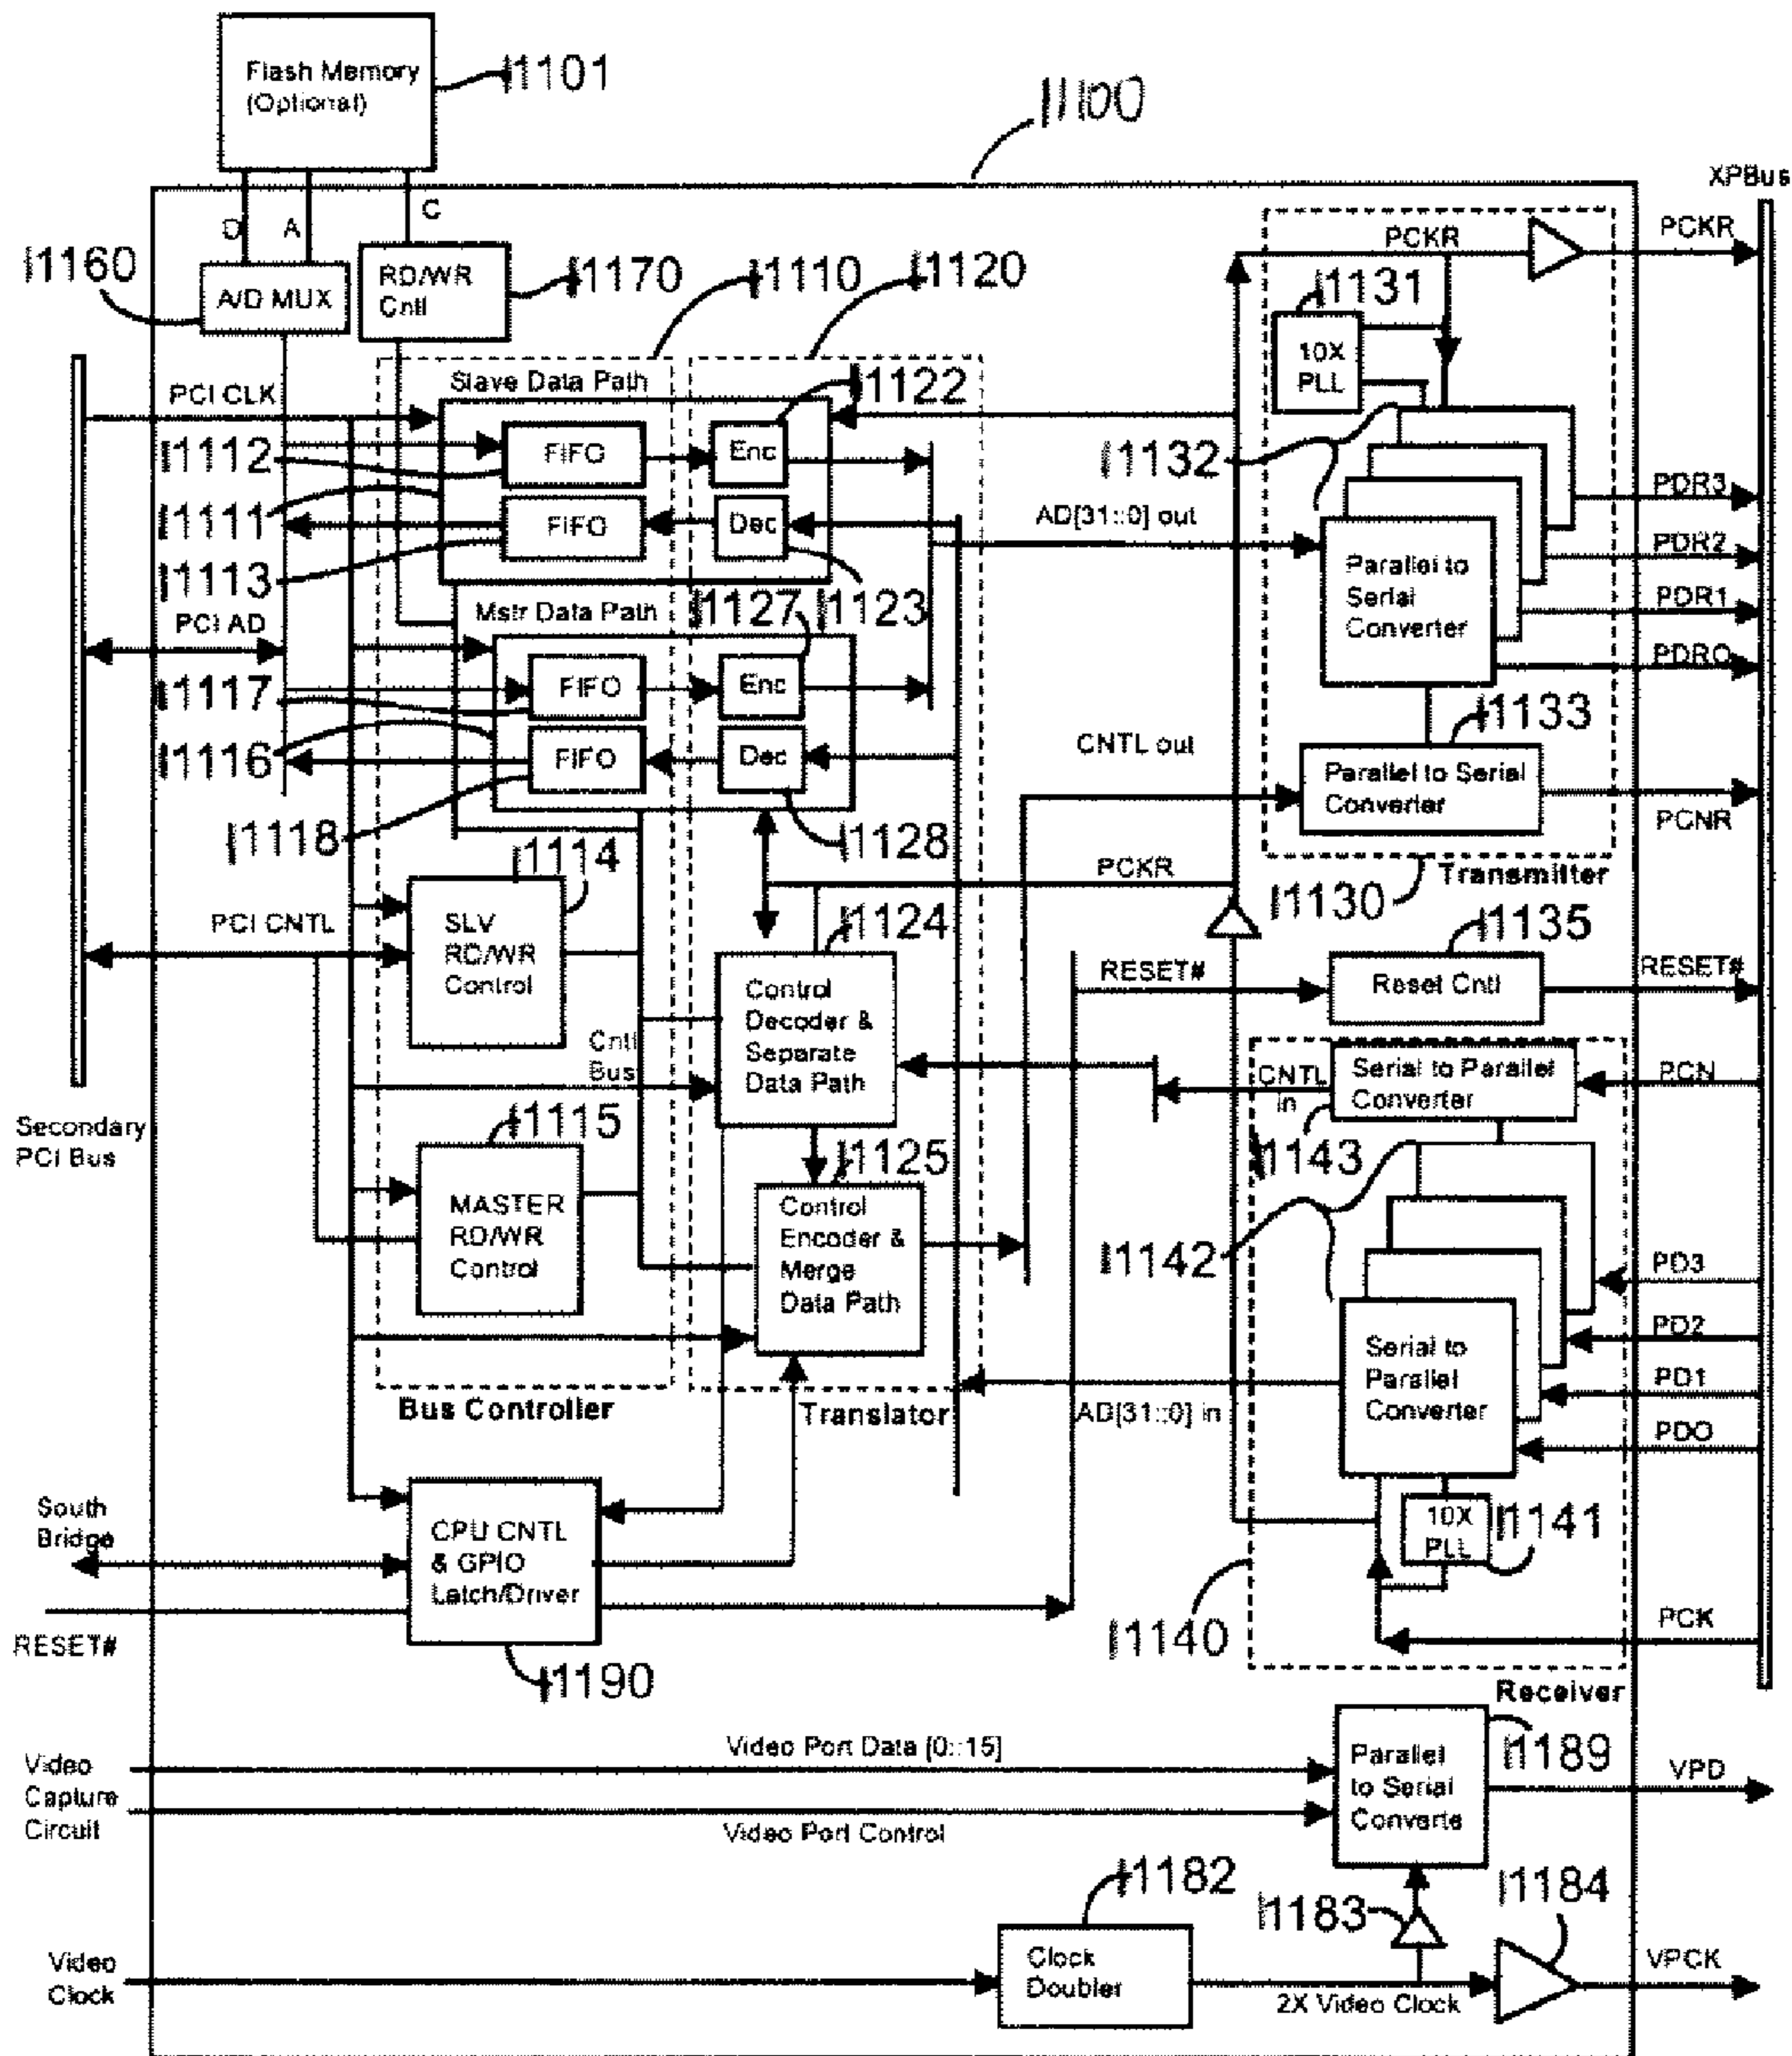 Flash Memory
(Optional)
1101
1100
XPBus
D
A
C
1160
A/D MUX
RD/WR
Cntl
1170
1110
1120
PCKR
PCKR
1131
10X
PLL
PCI CLK
Slave Data Path
1122
1112
FIFO
Enc
1132
PDR3
1111
FIFO
Dec
AD[31::0] out
PDR2
1113
Parallel to
Serial
Converter
PDR1
PCI AD
Mstr Data Path
1127
1123
PDRO
1117
FIFO
Enc
1133
1116
FIFO
Dec
CNTL out
Parallel to Serial
Converter
PCNR
1118
1114
1128
PCKR
Transmitter
1130
PCI CNTL
SLV
RD/WR
Control
1124
1135
RESET#
Reset Cntl
RESET#
Control
Decoder &
Separate
Data Path
Cntl
Bus
CNTL
in
Serial to Parallel
Converter
PCN
Secondary
PCI Bus
1115
1125
1143
MASTER
RD/WR
Control
Control
Encoder &
Merge
Data Path
1142
PD3
PD2
Serial to
Parallel
Converter
PD1
Bus Controller
Translator
AD[31::0] in
PDO
South
Bridge
CPU CNTL
& GPIO
Latch/Driver
10X
PLL
1141
RESET#
1140
PCK
1190
Receiver
Video
Capture
Circuit
Video Port Data [0::15]
Video Port Control
Parallel
to Serial
Converte
1189
VPD
1182
1183
1184
Video
Clock
Clock
Doubler
2X Video Clock
VPCK